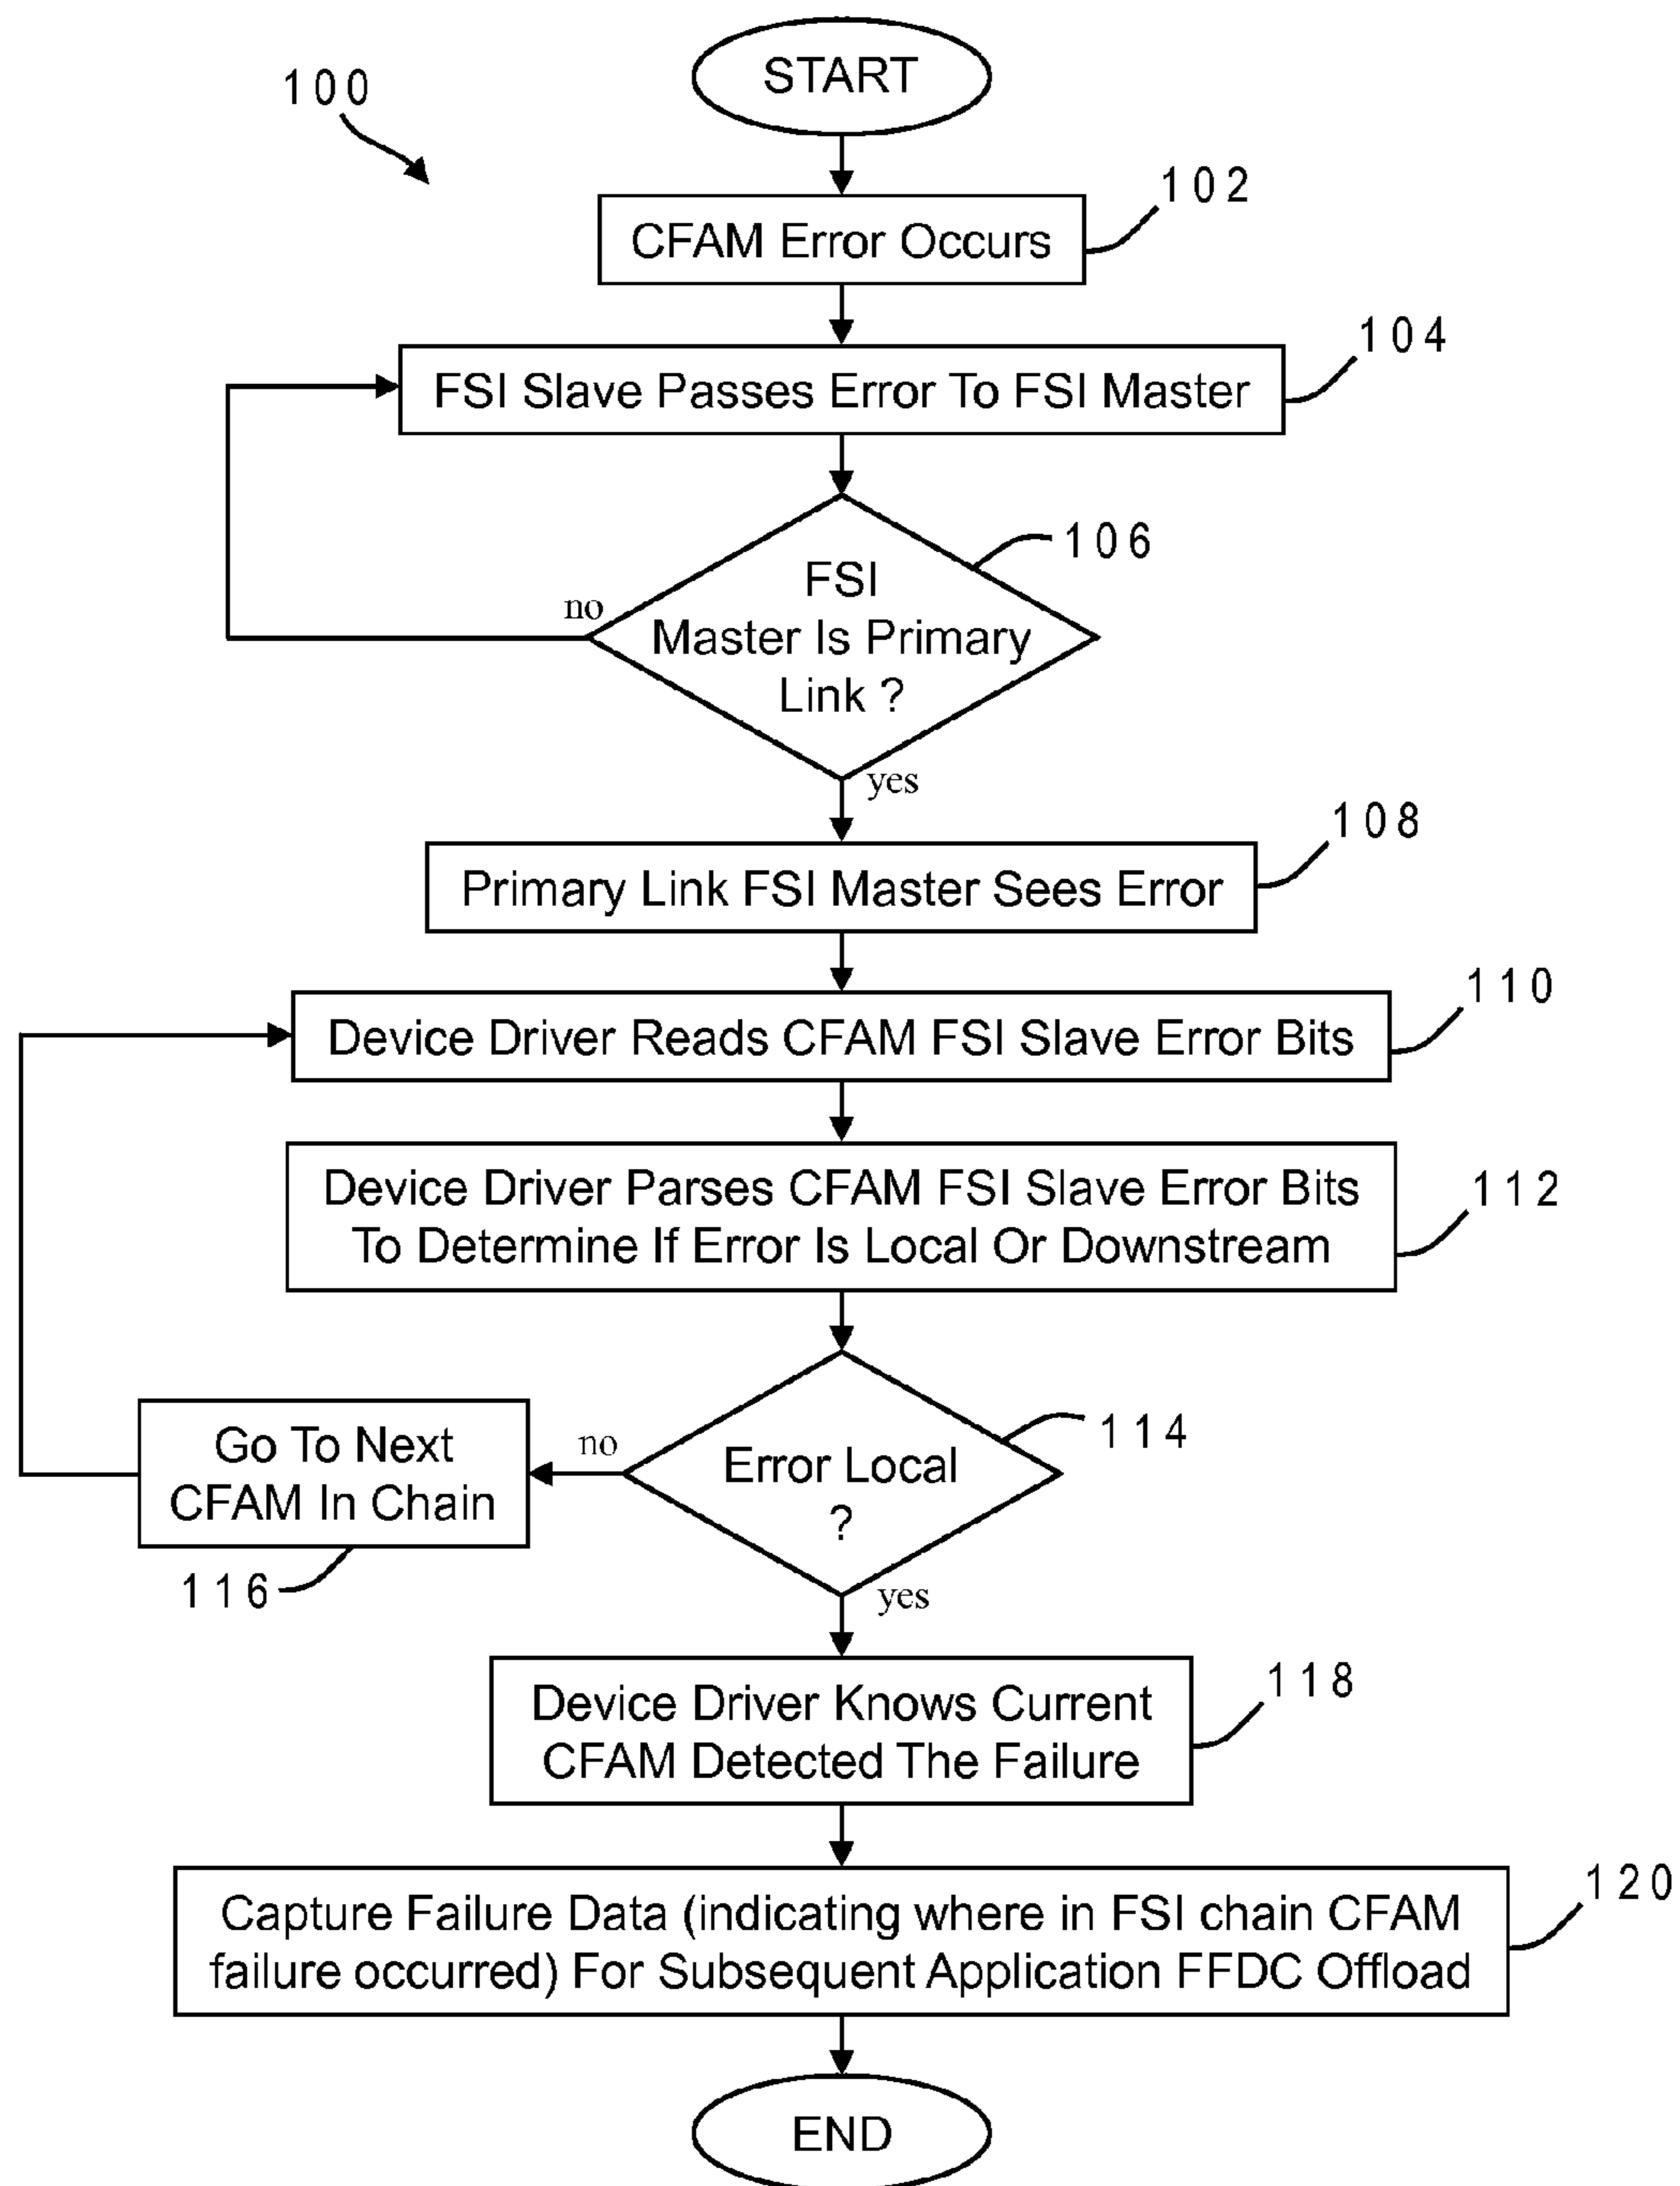 START
100
102
CFAM Error Occurs
104
FSI Slave Passes Error To FSI Master
106
FSI
no
Master Is Primary
Link ?
yes
108
Primary Link FSI Master Sees Error
110
Device Driver Reads CFAM FSI Slave Error Bits
112
Device Driver Parses CFAM FSI Slave Error Bits
To Determine If Error Is Local Or Downstream
114
Error Local
?
no
Go To Next
CFAM In Chain
116
yes
118
Device Driver Knows Current
CFAM Detected The Failure
120
Capture Failure Data (indicating where in FSI chain CFAM
failure occurred) For Subsequent Application FFDC Offload
END